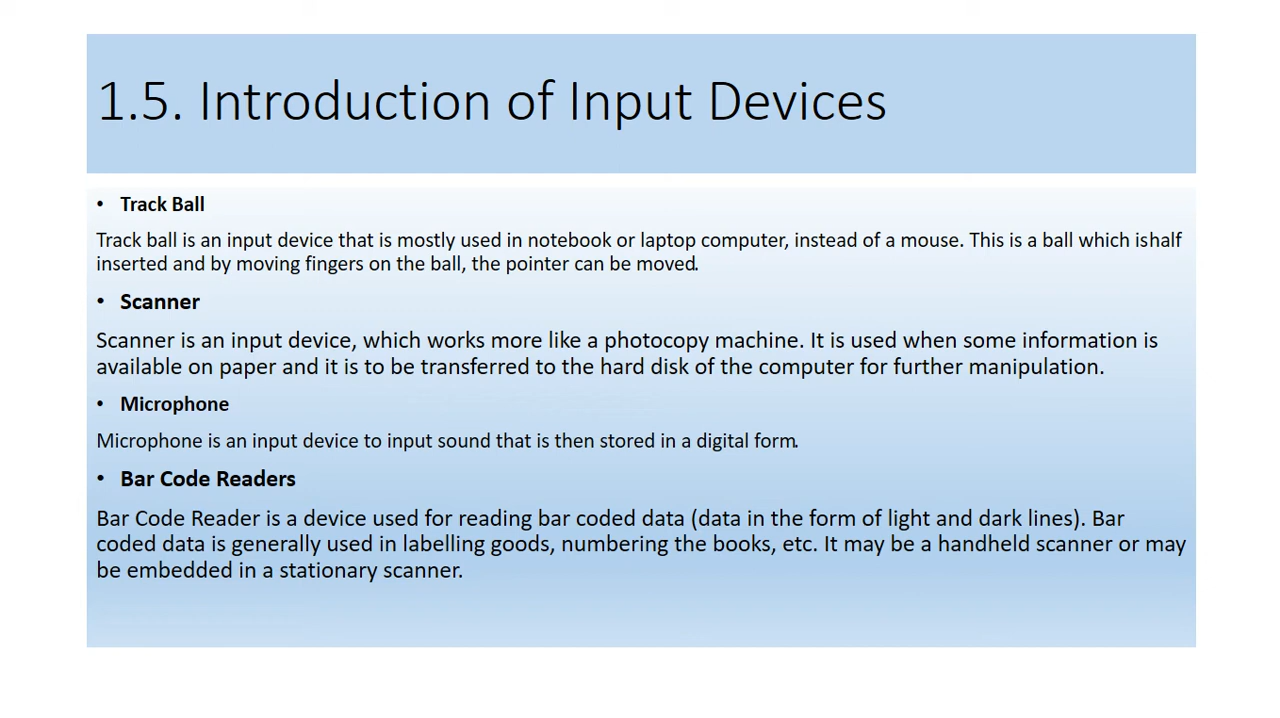 1.5. Introduction of Input Devices
• Track Ball
Track ball is an input device that is mostly used in notebook or laptop computer, instead of a mouse. This is a ball which ishalf
inserted and by moving fingers on the ball, the pointer can be moved.
• Scanner
Scanner is an input device, which works more like a photocopy machine. It is used when some information is
available on paper and it is to be transferred to the hard disk of the computer for further manipulation.
• Microphone
Microphone is an input device to input sound that is then stored in a digital form.
• Bar Code Readers
Bar Code Reader is a device used for reading bar coded data (data in the form of light and dark lines). Bar
coded data is generally used in labelling goods, numbering the books, etc. It may be a handheld scanner or may
be embedded in a stationary scanner.